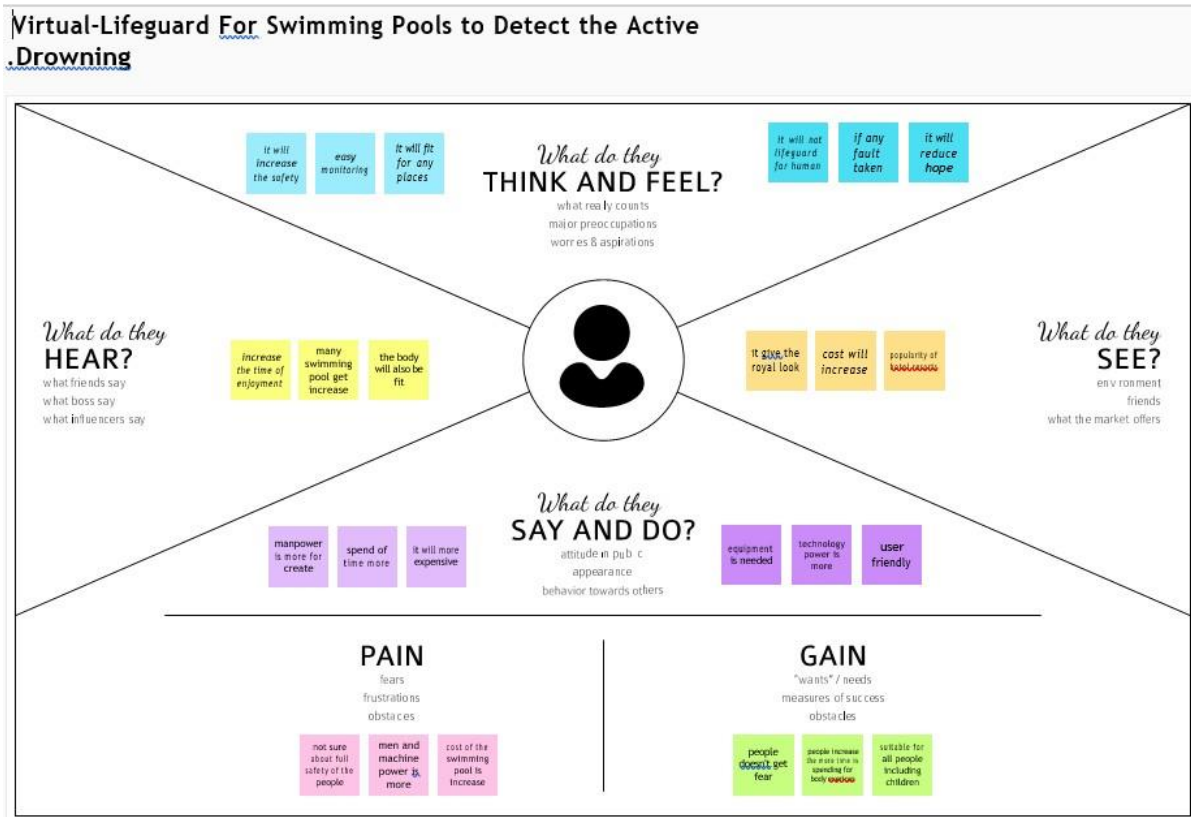 Virtual-Lifeguard For Swimming Pools to Detect the Active
.Drowning
it will
increase
the safety
easy
monitoring
it will fit
for any
places
What do they
THINK AND FEEL?
what really counts
major preoccupations
worries & aspirations
it will not
lifeguard
for human
if any
fault
taken
it will
reduce
hope
What do they
HEAR?
what friends say
what boss say
what influencers say
increase
the time of
enjoyment
many
swimming
pool get
increase
the body
will also be
fit
it give the
royal look
cost will
increase
popularity of
What do they
SEE?
environment
friends
what the market offers
What do they
SAY AND DO?
attitude in public
appearance
behavior towards others
manpower
is more for
create
spend of
time more
it will more
expensive
equipment
is needed
technology
power is
more
user
friendly
PAIN
fears
frustrations
obstacles
not sure
about full
safety of the
people
men and
machine
power is
more
cost of the
swimming
pool is
increase
GAIN
"wants" / needs
measures of success
obstacles
people
doesn't get
fear
people increase
the more time is
spending for
body
suitable for
all people
including
children